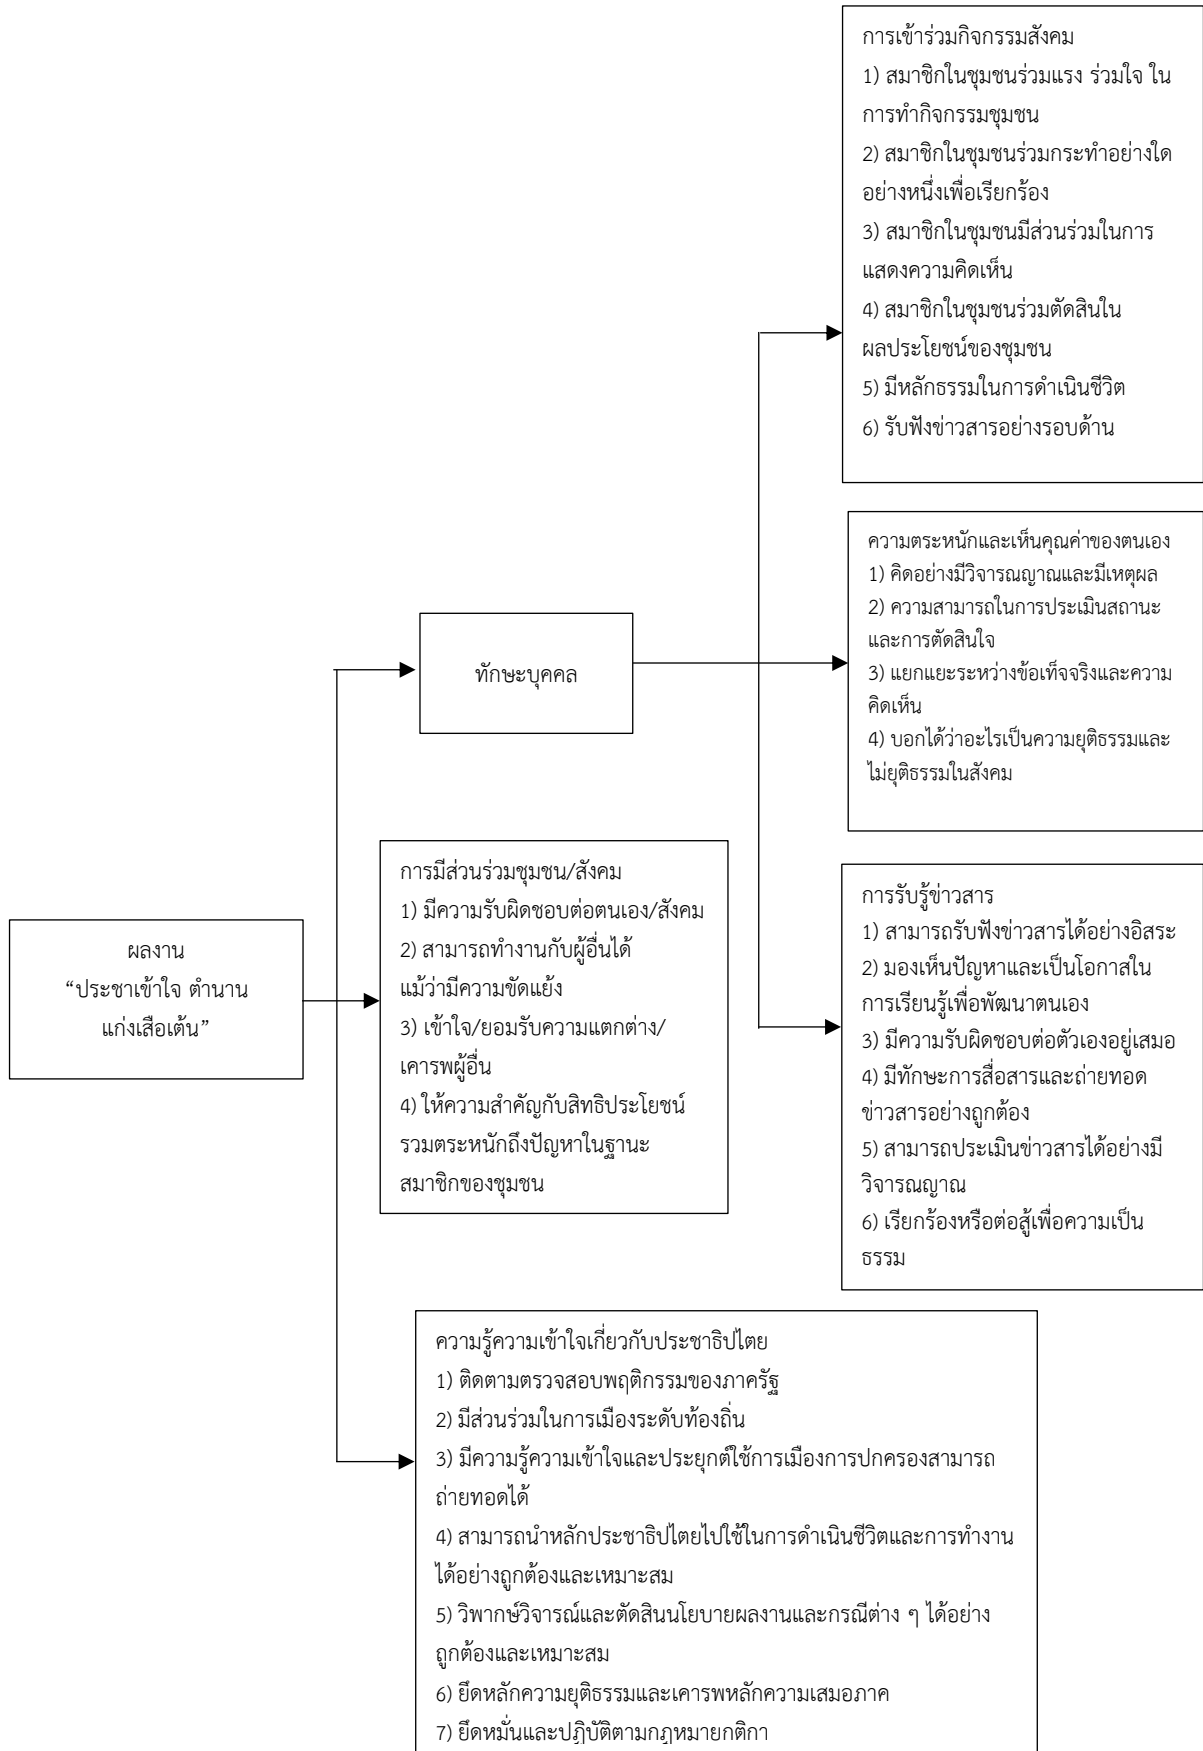 การเข้าร่วมกิจกรรมสังคม
1) สมาชิกในชุมชนร่วมแรง ร่วมใจ ใน
การทำกิจกรรมชุมชน
2) สมาชิกในชุมชนร่วมกระทำอย่างใด
อย่างหนึ่งเพื่อเรียกร้อง
3) สมาชิกในชุมชนมีส่วนร่วมในการ
แสดงความคิดเห็น
4) สมาชิกในชุมชนร่วมตัดสินใน
ผลประโยชน์ของชุมชน
5) มีหลักธรรมในการดำเนินชีวิต
6) รับฟังข่าวสารอย่างรอบด้าน
ความตระหนักและเห็นคุณค่าของตนเอง
1) คิดอย่างมีวิจารณญาณและมีเหตุผล
2) ความสามารถในการประเมินสถานะ
และการตัดสินใจ
3) แยกแยะระหว่างข้อเท็จจริงและความ
คิดเห็น
4) บอกได้ว่าอะไรเป็นความยุติธรรมและ
ไม่ยุติธรรมในสังคม
ทักษะบุคคล
การมีส่วนร่วมชุมชน/สังคม
1) มีความรับผิดชอบต่อตนเอง/สังคม
2) สามารถทำงานกับผู้อื่นได้
แม้ว่ามีความขัดแย้ง
3) เข้าใจ/ยอมรับความแตกต่าง/
เคารพผู้อื่น
4) ให้ความสำคัญกับสิทธิประโยชน์
รวมตระหนักถึงปัญหาในฐานะ
สมาชิกของชุมชน
การรับรู้ข่าวสาร
1) สามารถรับฟังข่าวสารได้อย่างอิสระ
2) มองเห็นปัญหาและเป็นโอกาสใน
การเรียนรู้เพื่อพัฒนาตนเอง
3) มีความรับผิดชอบต่อตัวเองอยู่เสมอ
4) มีทักษะการสื่อสารและถ่ายทอด
ข่าวสารอย่างถูกต้อง
5) สามารถประเมินข่าวสารได้อย่างมี
วิจารณญาณ
6) เรียกร้องหรือต่อสู้เพื่อความเป็น
ธรรม
ผลงาน
“ประชาเข้าใจ ตำนาน
แก่งเสือเต้น”
ความรู้ความเข้าใจเกี่ยวกับประชาธิปไตย
1) ติดตามตรวจสอบพฤติกรรมของภาครัฐ
2) มีส่วนร่วมในการเมืองระดับท้องถิ่น
3) มีความรู้ความเข้าใจและประยุกต์ใช้การเมืองการปกครองสามารถ
ถ่ายทอดได้
4) สามารถนำหลักประชาธิปไตยไปใช้ในการดำเนินชีวิตและการทำงาน
ได้อย่างถูกต้องและเหมาะสม
5) วิพากษ์วิจารณ์และตัดสินนโยบายผลงานและกรณีต่าง ๆ ได้อย่าง
ถูกต้องและเหมาะสม
6) ยึดหลักความยุติธรรมและเคารพหลักความเสมอภาค
7) ยึดหมั่นและปฏิบัติตามกฎหมายกติกา